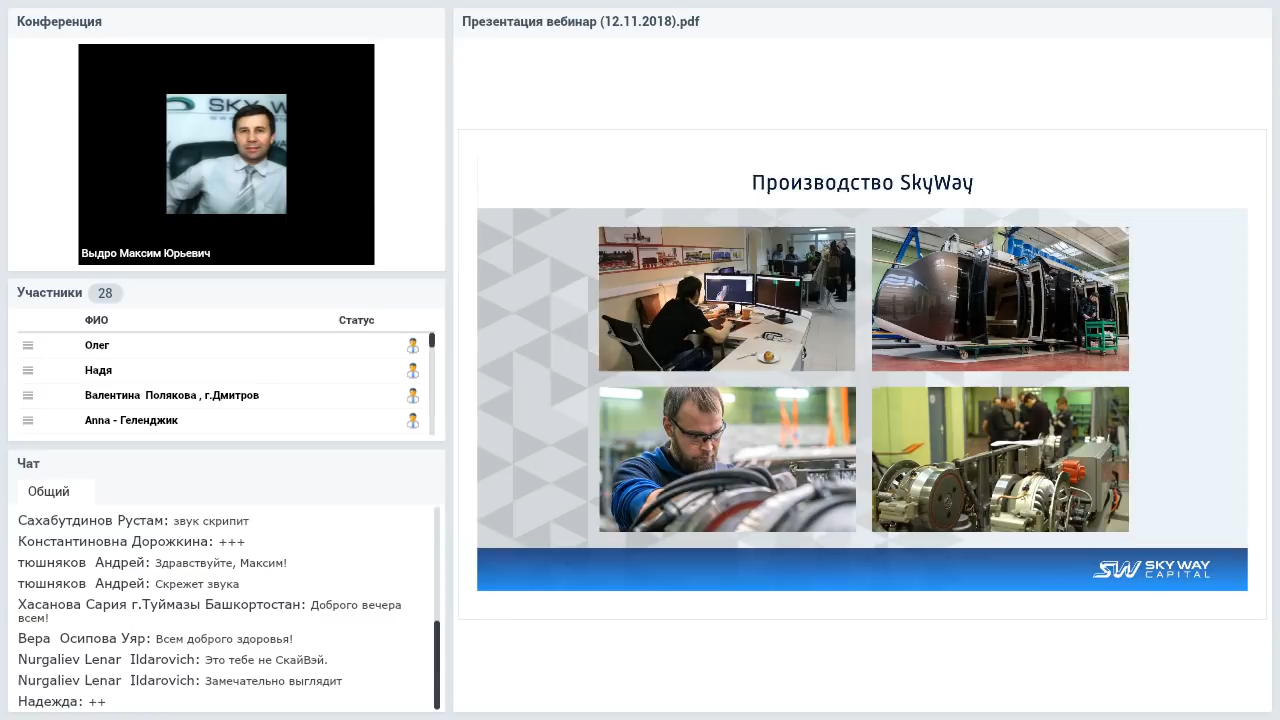 Конференция
SKY W
Выдро Максим Юрьевич
Участники 28
ФИО Статус
Олег
Надя
Валентина Полякова , г.Дмитров
Anna - Геленджик
Чат
Общий
Сахабутдинов Рустам: звук скрипит
Константиновна Дорожкина: +++
тюшняков Андрей: Здравствуйте, Максим!
тюшняков Андрей: Скрежет звука
Хасанова Сария г.Туймазы Башкортостан: Доброго вечера
всем!
Вера Осипова Уяр: Всем доброго здоровья!
Nurgaliev Lenar Ildarovich: Это тебе не СкайВэй.
Nurgaliev Lenar Ildarovich: Замечательно выглядит
Надежда: ++
Презентация вебинар (12.11.2018).pdf
Производство SkyWay
SW SKY WAY
CAPITAL